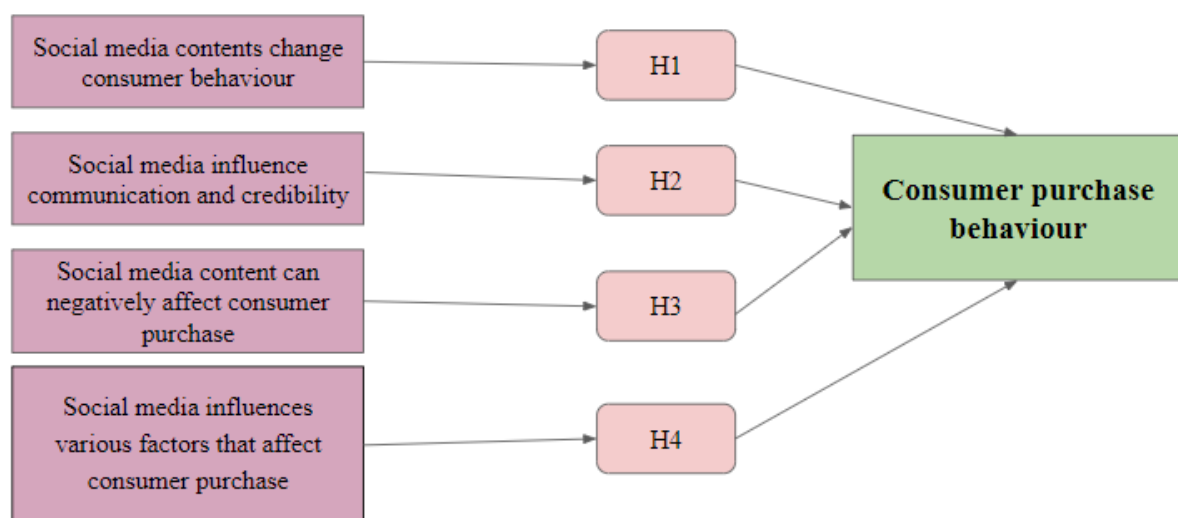 Social media contents change
consumer behaviour
H1
Social media influence
communication and credibility
H2
Consumer purchase
behaviour
Social media content can
negatively affect consumer
purchase
H3
Social media influences
various factors that affect
consumer purchase
H4